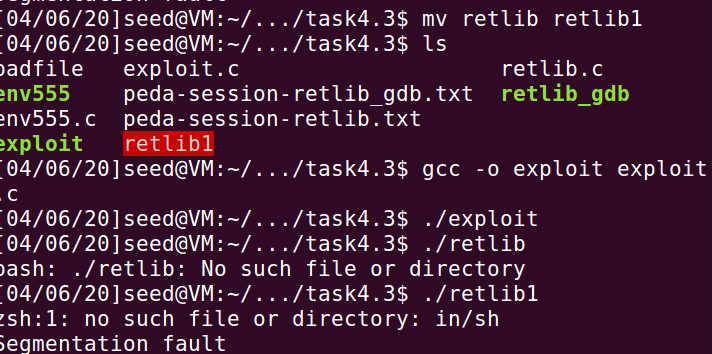 Segmentation fault
[04/06/20]seed@VM:~/.../task4.3$ mv retlib retlib1
[04/06/20]seed@VM:~/.../task4.3$ ls
badfile exploit.c retlib.c
env555 peda-session-retlib_gdb.txt retlib_gdb
env555.c peda-session-retlib.txt
exploit retlib1
[04/06/20]seed@VM:~/.../task4.3$ gcc -o exploit exploit
.c
[04/06/20]seed@VM:~/.../task4.3$ ./exploit
[04/06/20]seed@VM:~/.../task4.3$ ./retlib
bash: ./retlib: No such file or directory
[04/06/20]seed@VM:~/.../task4.3$ ./retlib1
zsh:1: no such file or directory: in/sh
Segmentation fault